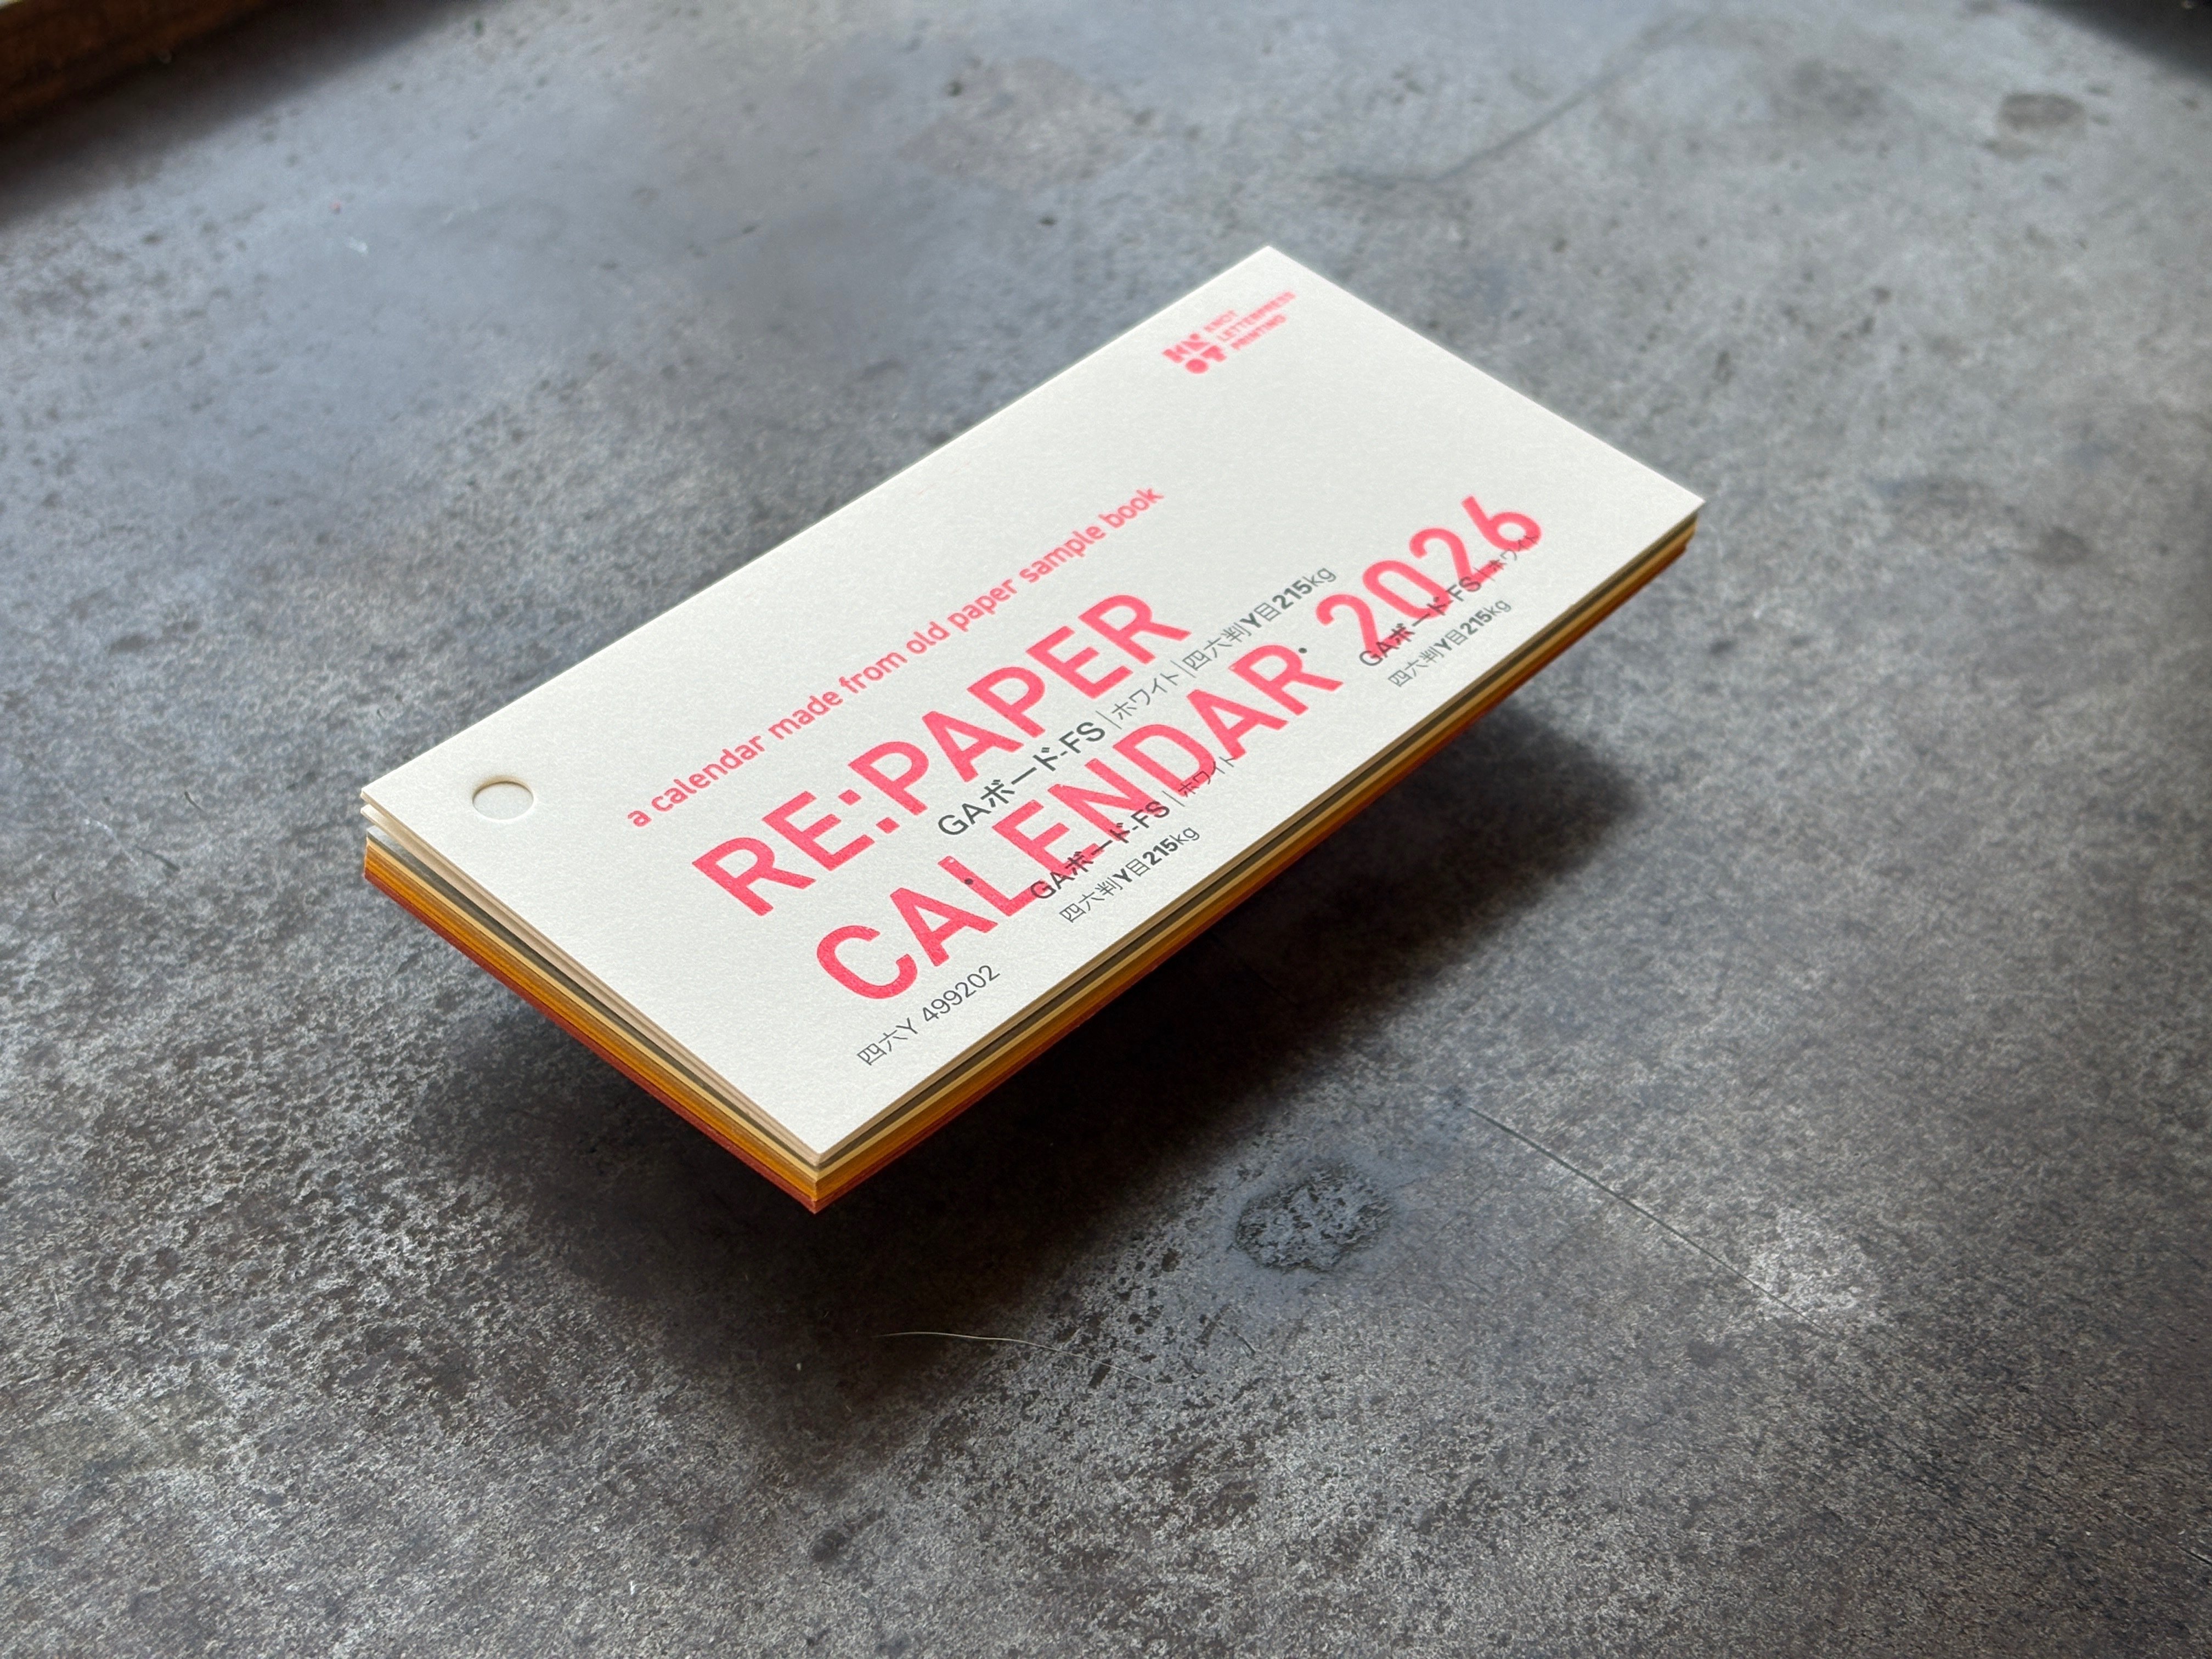 KNOT
LETTERPRESS
PRINTING
a calendar made from old paper sample book
RE:PAPER
GAボード-FS|ホワイト|四六判Y目215kg
CALENDAR 2026
GAボード-FS|ホワイト
四六判Y目215kg
GAボード-FS|ホワイト
四六判Y目215kg
四六Y 499202